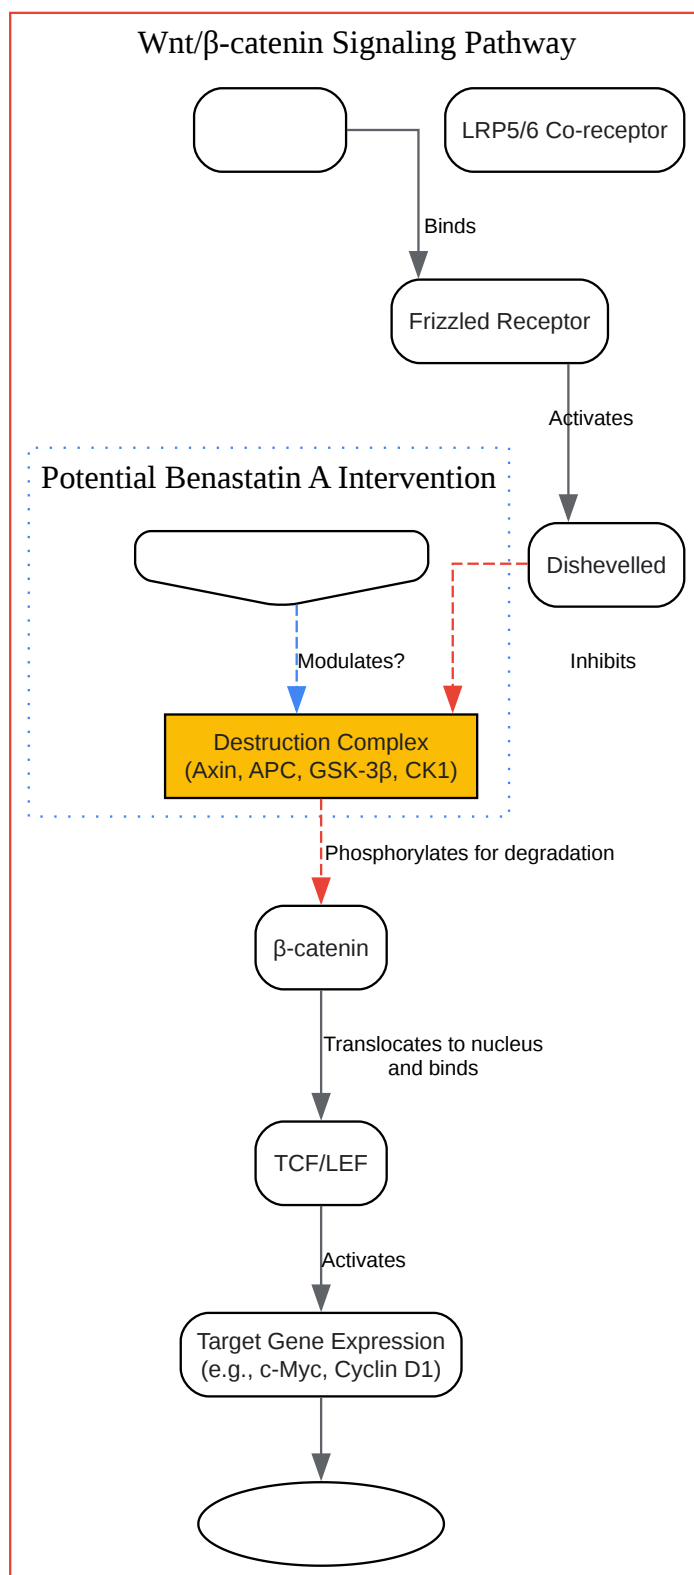 Wnt/β-catenin Signaling Pathway
LRP5/6 Co-receptor
Binds
Frizzled Receptor
Activates
Potential Benastatin A Intervention
Dishevelled
Modulates?
Inhibits
Destruction Complex
(Axin, APC, GSK-3β, CK1)
Phosphorylates for degradation
β-catenin
Translocates to nucleus
and binds
TCF/LEF
Activates
Target Gene Expression
(e.g., c-Myc, Cyclin D1)